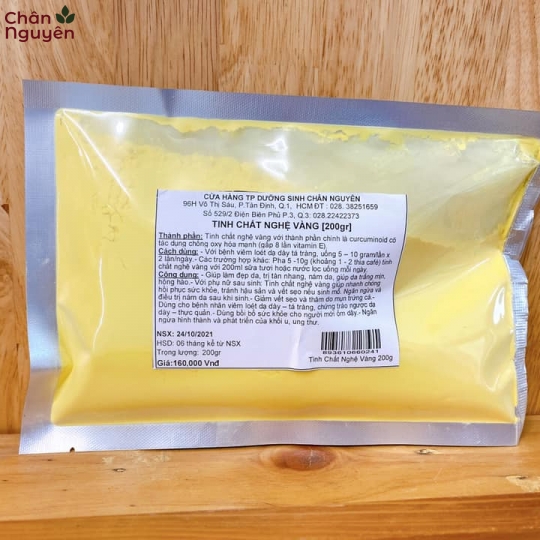 Chân
Nguyên
CỬA HÀNG TP DƯỠNG SINH CHÂN NGUYÊN
96H Võ Thị Sáu, P.Tân Định, Q.1, HCM ĐT : 028. 38251659
Số 529/2 Điện Biên Phủ P.3, Q.3: 028.22422373
TINH CHẤT NGHỆ VÀNG [200gr]
Thành phần: Tinh chất nghệ vàng với thành phần chính là curcuminoid có
tác dụng chống oxy hóa mạnh (gấp 8 lần vitamin E).
Cách dùng: - Với bệnh viêm loét dạ dày tá tràng, uống 5 – 10 gram/lần x
2 lần/ngày.- Các trường hợp khác: Pha 5 -10g (khoảng 1 - 2 thìa café) tinh
chất nghệ vàng với 200ml sữa tươi hoặc nước lọc uống mỗi ngày.
Công dụng: - Giúp làm đẹp da, trị tàn nhang, nám da, giúp da trắng mịn,
hồng hào.- Với phụ nữ sau sinh: Tinh chất nghệ vàng giúp nhanh chóng
hồi phục sức khỏe, tránh hậu sản và vết sẹo nếu sinh mổ. Ngăn ngừa và
điều trị nám da sau khi sinh.- Giảm vết sẹo và thâm do mụn trứng cá.-
Dùng cho bệnh nhân viêm loét dạ dày – tá tràng, chứng trào ngược dạ
dày – thực quản.- Dùng bồi bổ sức khỏe cho người mới ốm dậy.- Ngăn
ngừa hình thành và phát triển của khối u, ung thư.
NSX: 24/10/2021
HSD: 06 tháng kể từ NSX
Trọng lượng: 200gr
Giá:160.000 Vnđ
8936106660241
Tinh Chất Nghệ Vàng 200g